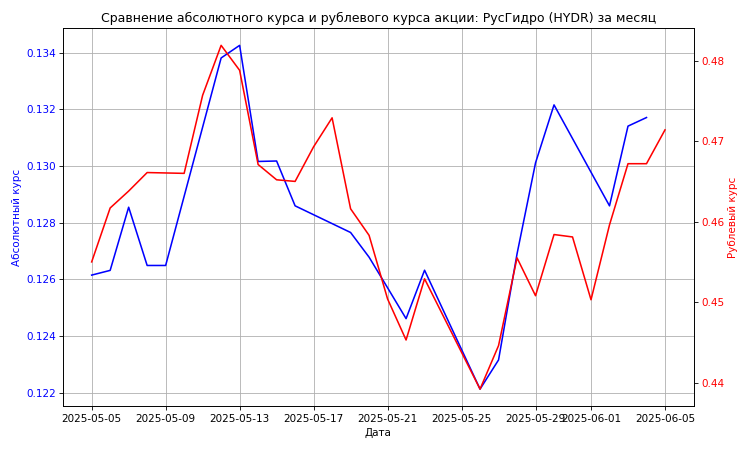 Сравнение абсолютного курса и рублевого курса акции: РусГидро (HYDR) за месяц
0.134
0.132
0.130
0.128
0.126
0.124
0.122
Абсолютный курс
0.48
0.47
0.46
0.45
0.44
Рублевый курс
2025-05-05 2025-05-09 2025-05-13 2025-05-17 2025-05-21 2025-05-25 2025-05-29 2025-06-01 2025-06-05
Дата